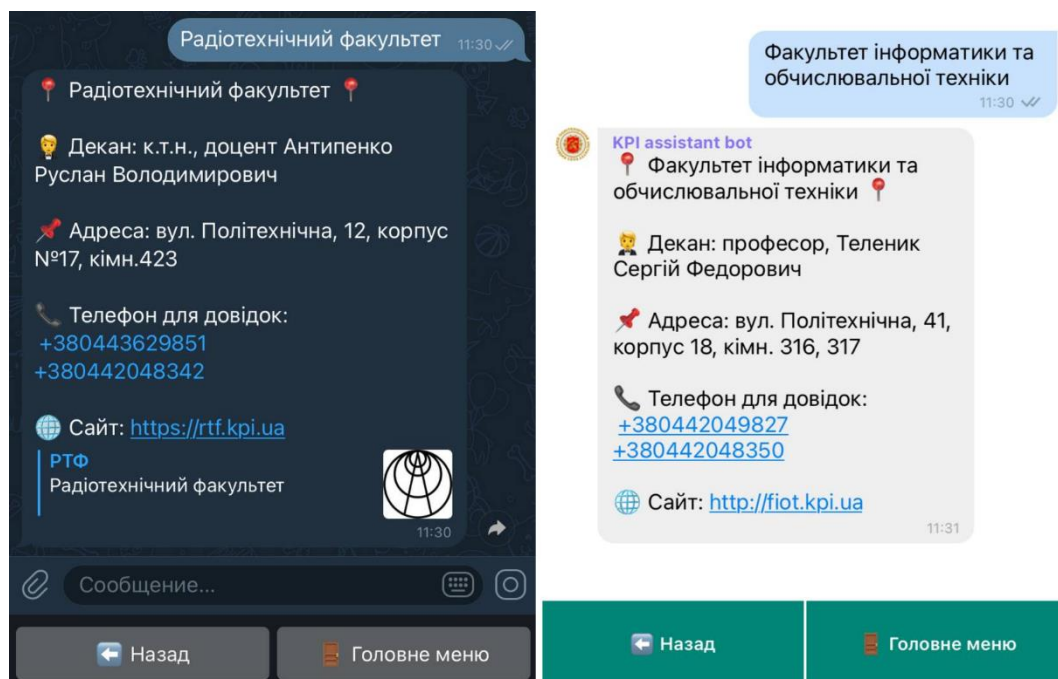 Радіотехнічний факультет 11:30
📍 Радіотехнічний факультет 📍
🤵 Декан: к.т.н., доцент Антипенко
Руслан Володимирович
📌 Адреса: вул. Політехнічна, 12, корпус
№17, кімн.423
📞 Телефон для довідок:
+380443629851
+380442048342
🌐 Сайт: https://rtf.kpi.ua
РТФ
Радіотехнічний факультет
11:30
Сообщение...
⬅️ Назад
🚪 Головне меню
Факультет інформатики та
обчислювальної техніки
11:30
KPI assistant bot
📍 Факультет інформатики та
обчислювальної техніки 📍
🤵 Декан: професор, Теленик
Сергій Федорович
📌 Адреса: вул. Політехнічна, 41,
корпус 18, кімн. 316, 317
📞 Телефон для довідок:
+380442049827
+380442048350
🌐 Сайт: http://fiot.kpi.ua
11:31
⬅️ Назад
🚪 Головне меню